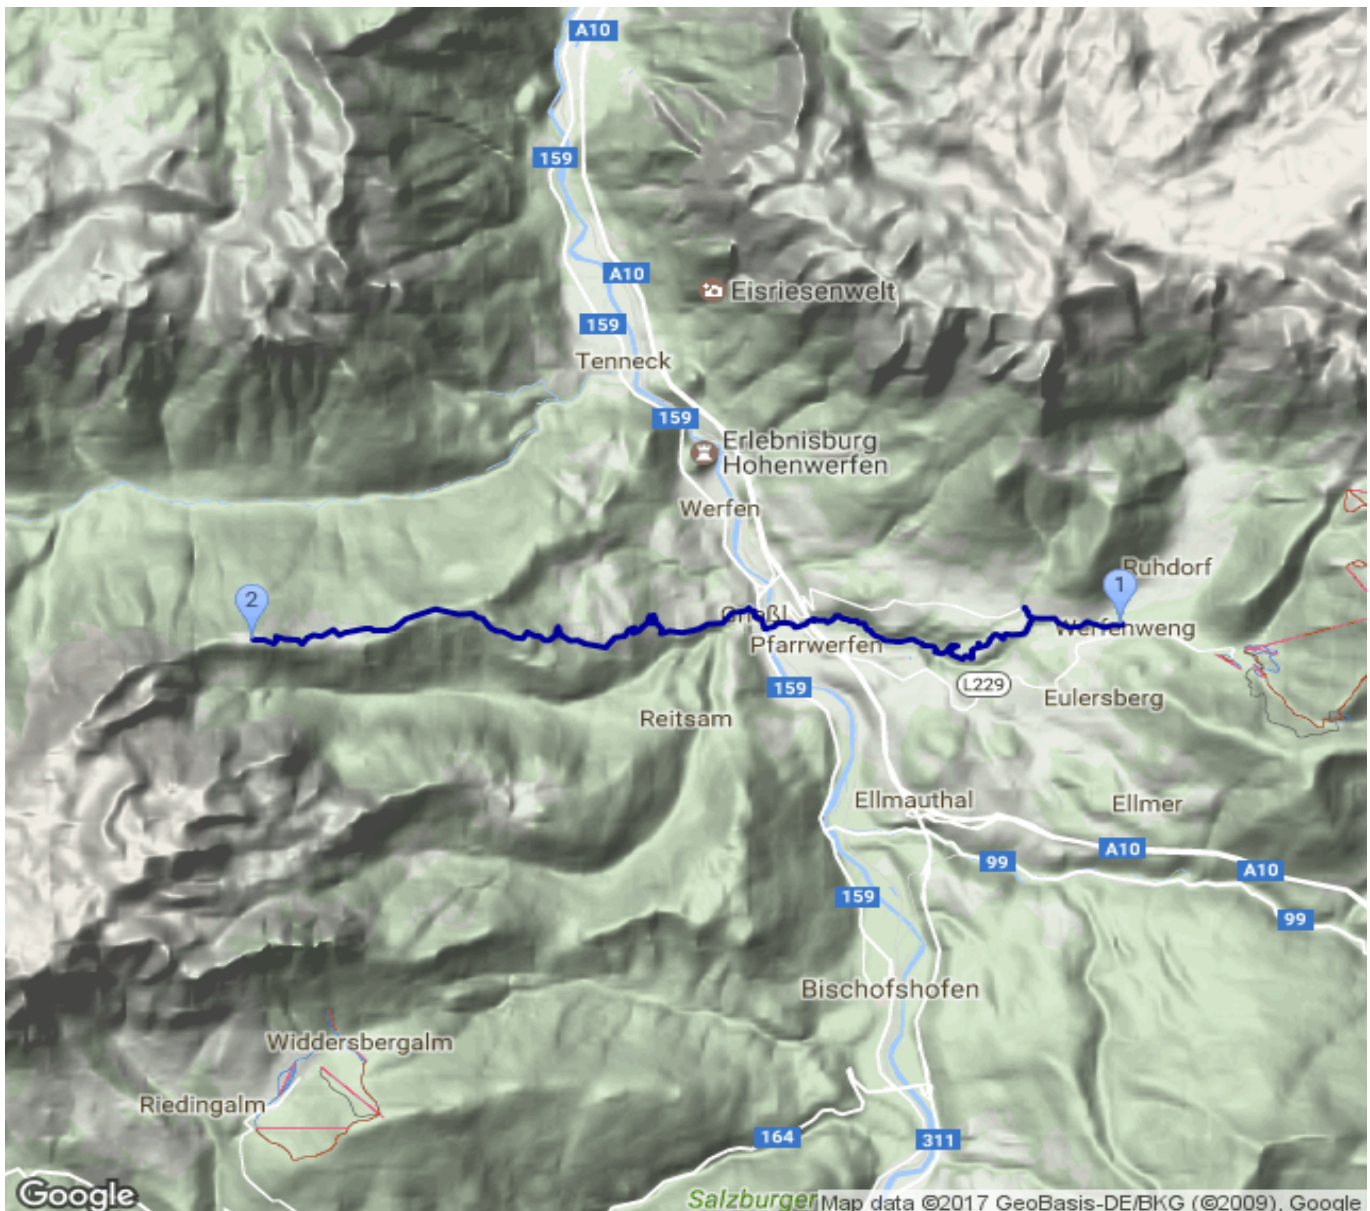 A10
159
A10
Eisriesenwelt
159
Tenneck
159
Erlebnisburg
Hohenwerfen
Werfen
Ruhdorf
1
2
Werfenweng
Pfarrwerfen
L229
159
Eulersberg
Reitsam
Ellmauthal
Ellmer
A10
99
A10
159
99
Bischofshofen
Widdersbergalm
Riedingalm
164
311
Google
Salzburger
Map data ©2017 GeoBasis-DE/BKG (©2009), Google